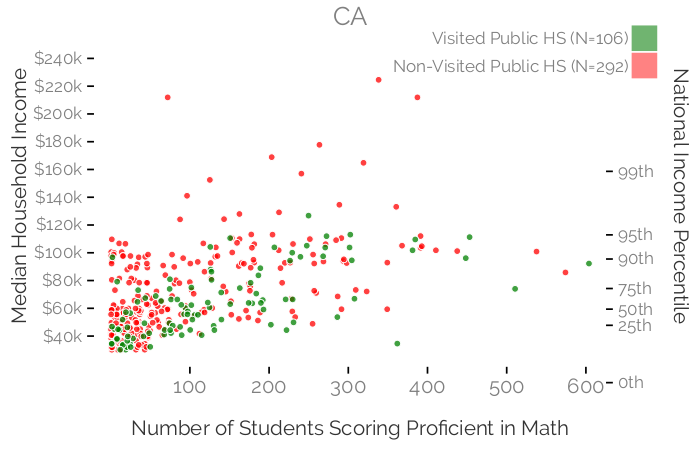 CA
Visited Public HS (N=106)
Non-Visited Public HS (N=292)
Median Household Income
$240k
$220k
$200k
$180k
$160k
$140k
$120k
$100k
$80k
$60k
$40k
National Income Percentile
99th
95th
90th
75th
50th
25th
0th
100 200 300 400 500 600
Number of Students Scoring Proficient in Math